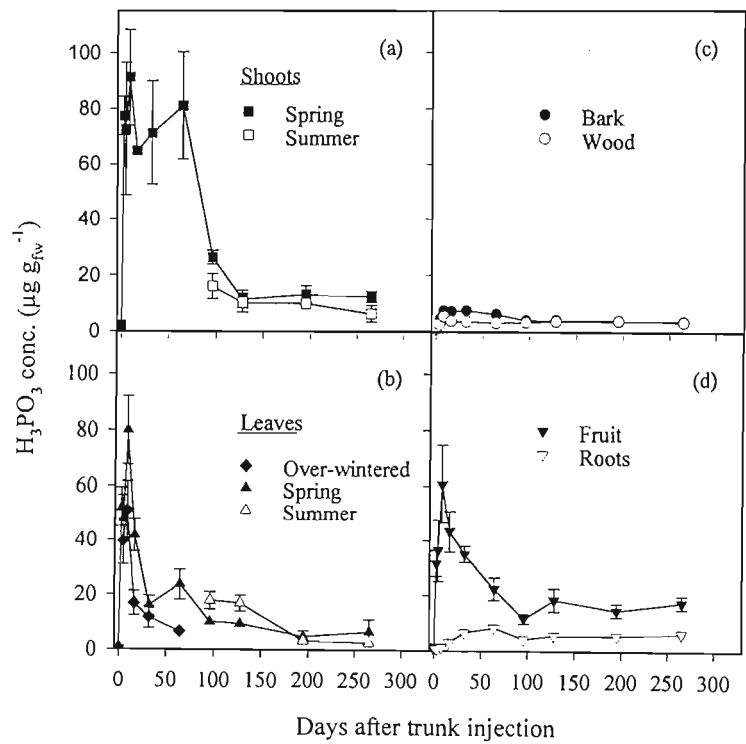 H₃PO₃ conc. (µg g_fw⁻¹)
(a)
Shoots
Spring
Summer
100
80
60
40
20
0
(c)
Bark
Wood
(b)
Leaves
Over-wintered
Spring
Summer
100
80
60
40
20
0
0 50 100 150 200 250 300
(d)
Fruit
Roots
0 50 100 150 200 250 300
Days after trunk injection